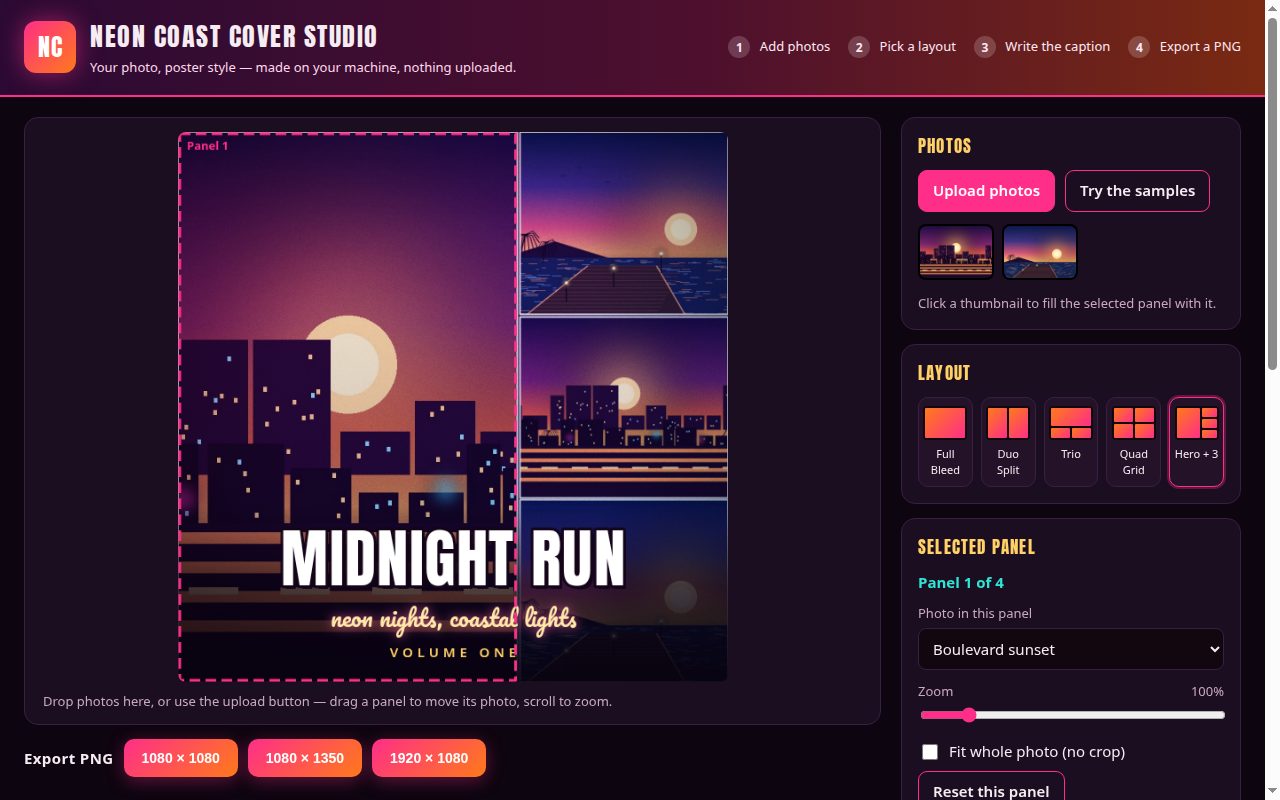 NC
NEON COAST COVER STUDIO
Your photo, poster style — made on your machine, nothing uploaded.
1 Add photos 2 Pick a layout 3 Write the caption 4 Export a PNG
Panel 1
MIDNIGHT RUN
neon nights, coastal lights
VOLUME ONE
Drop photos here, or use the upload button — drag a panel to move its photo, scroll to zoom.
Export PNG 1080 × 1080 1080 × 1350 1920 × 1080
PHOTOS
Upload photos Try the samples
Click a thumbnail to fill the selected panel with it.
LAYOUT
Full Bleed
Duo Split
Trio
Quad Grid
Hero + 3
SELECTED PANEL
Panel 1 of 4
Photo in this panel
Boulevard sunset
Zoom 100%
Fit whole photo (no crop)
Reset this panel